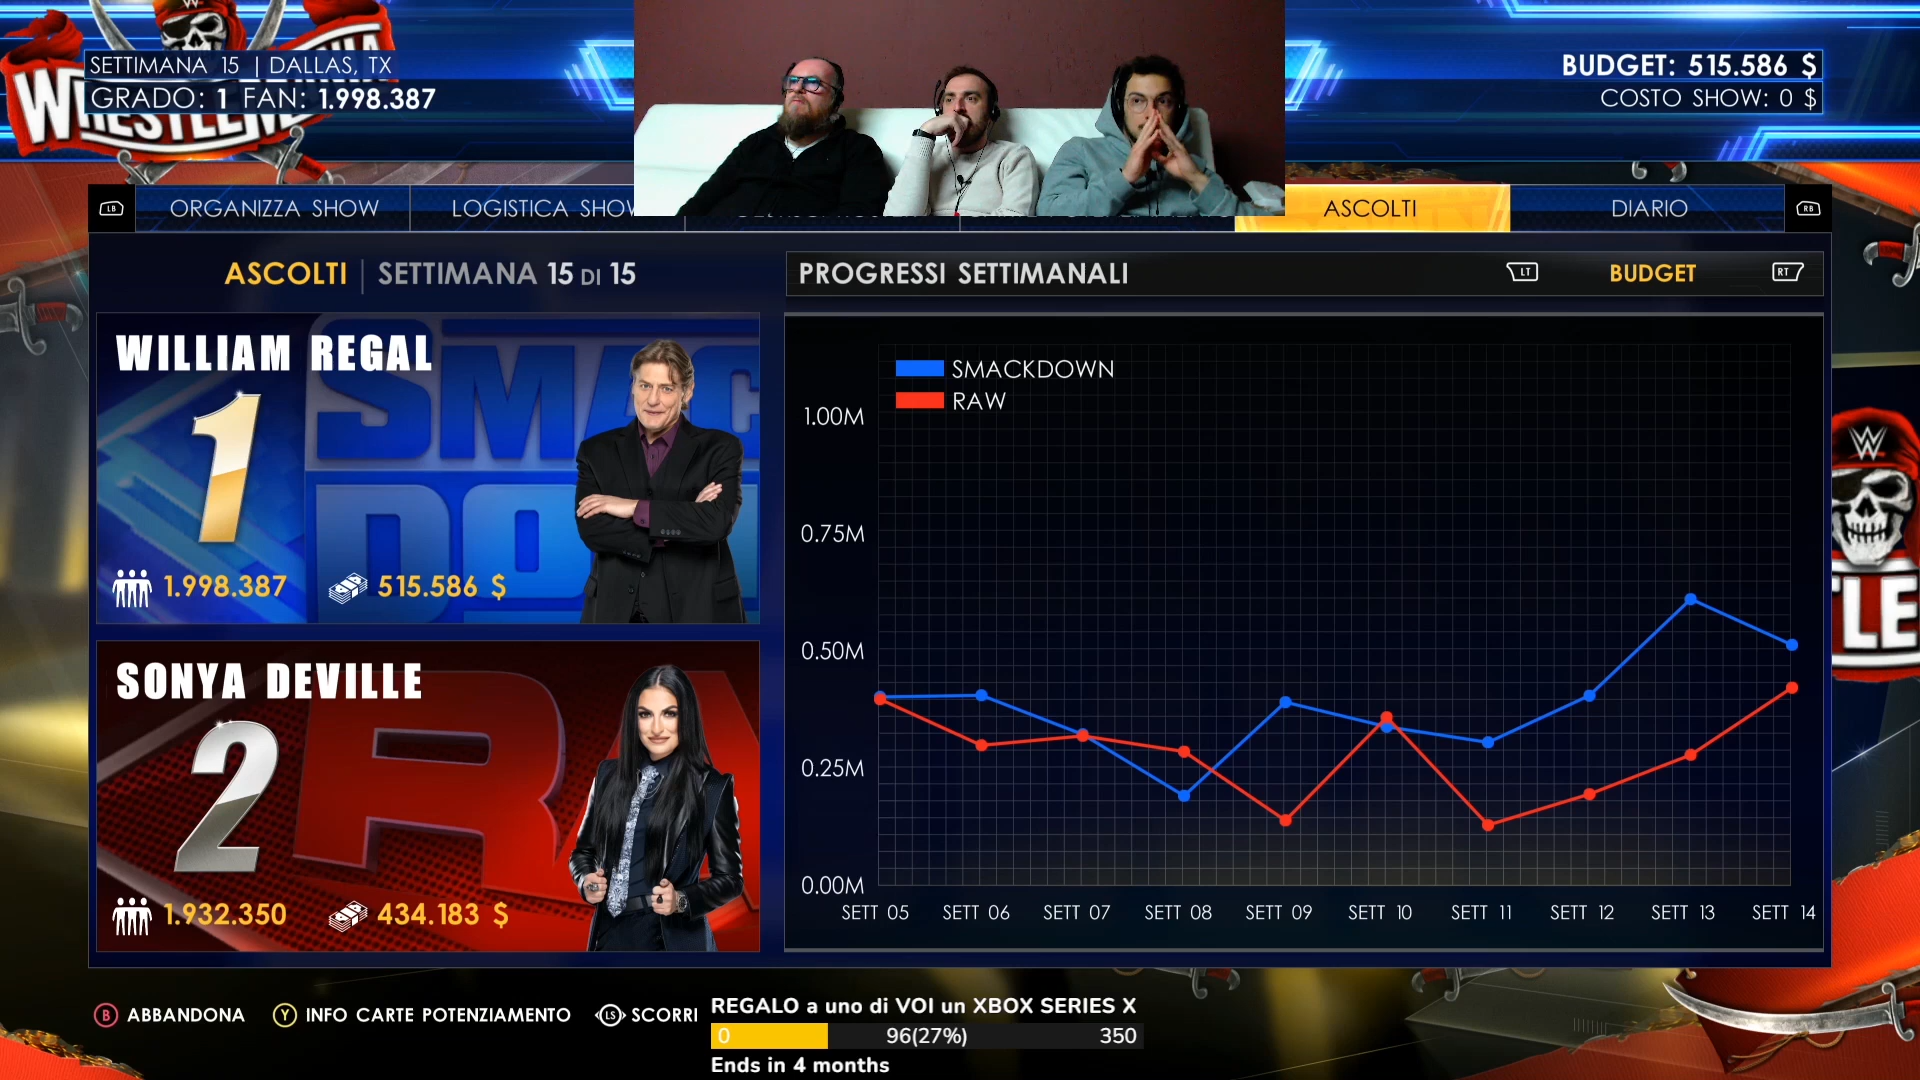 SETTIMANA 15 | DALLAS, TX
GRADO: 1 FAN: 1.998.387
WRESTLEMANIA
BUDGET: 515.586 $
COSTO SHOW: 0 $
LB
ORGANIZZA SHOW
LOGISTICA SHOW
ASCOLTI
DIARIO
RB
ASCOLTI | SETTIMANA 15 DI 15
PROGRESSI SETTIMANALI
LT
BUDGET
RT
WILLIAM REGAL
1
1.998.387
515.586 $
SONYA DEVILLE
2
1.932.350
434.183 $
SMACKDOWN
RAW
1.00M
0.75M
0.50M
0.25M
0.00M
SETT 05
SETT 06
SETT 07
SETT 08
SETT 09
SETT 10
SETT 11
SETT 12
SETT 13
SETT 14
B ABBANDONA
Y INFO CARTE POTENZIAMENTO
LS SCORRI
REGALO a uno di VOI un XBOX SERIES X
0 96(27%) 350
Ends in 4 months